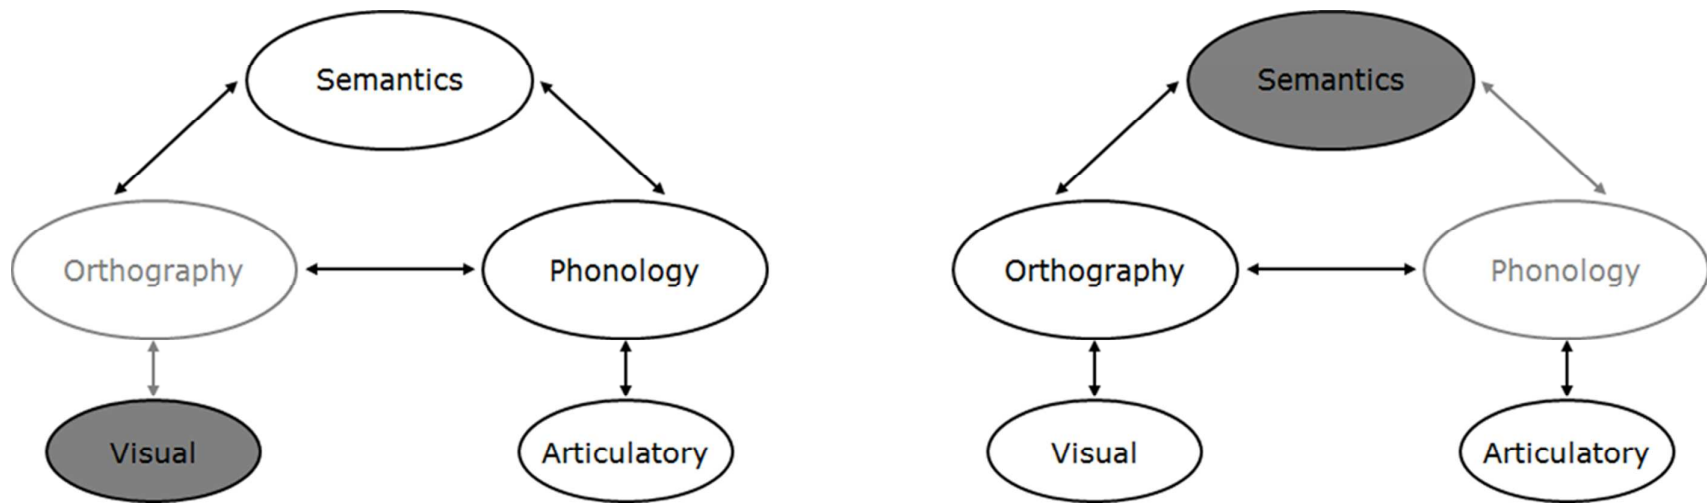 Semantics
Orthography
Phonology
Visual
Articulatory
Semantics
Orthography
Phonology
Visual
Articulatory